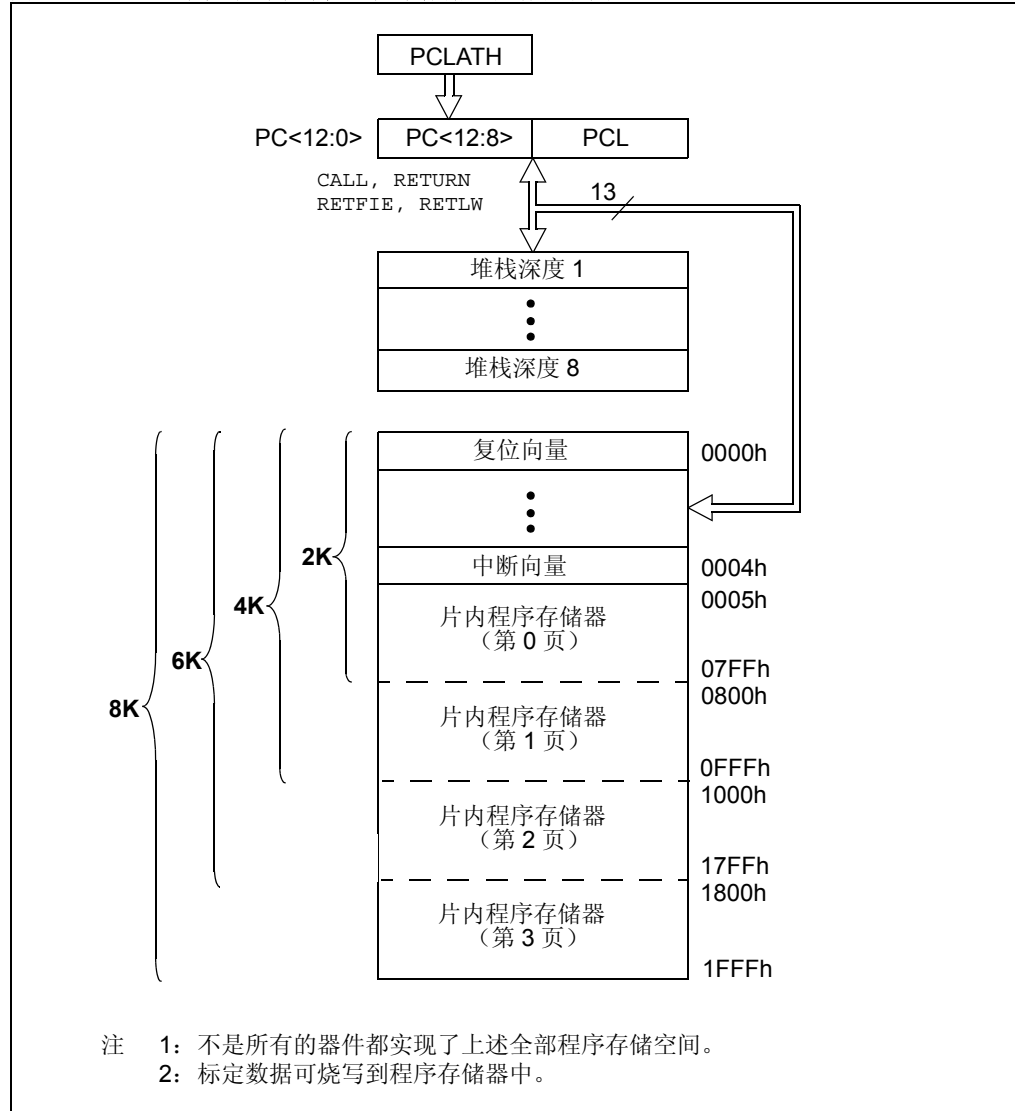 PCLATH
PC<12:0>
PC<12:8>
PCL
CALL, RETURN
RETFIE, RETLW
13
堆栈深度 1
堆栈深度 8
复位向量
0000h
中断向量
0004h
0005h
2K
4K
6K
8K
片内程序存储器
（第 0 页）
07FFh
0800h
片内程序存储器
（第 1 页）
0FFFh
1000h
片内程序存储器
（第 2 页）
17FFh
1800h
片内程序存储器
（第 3 页）
1FFFh
注 1：不是所有的器件都实现了上述全部程序存储空间。
2：标定数据可烧写到程序存储器中。